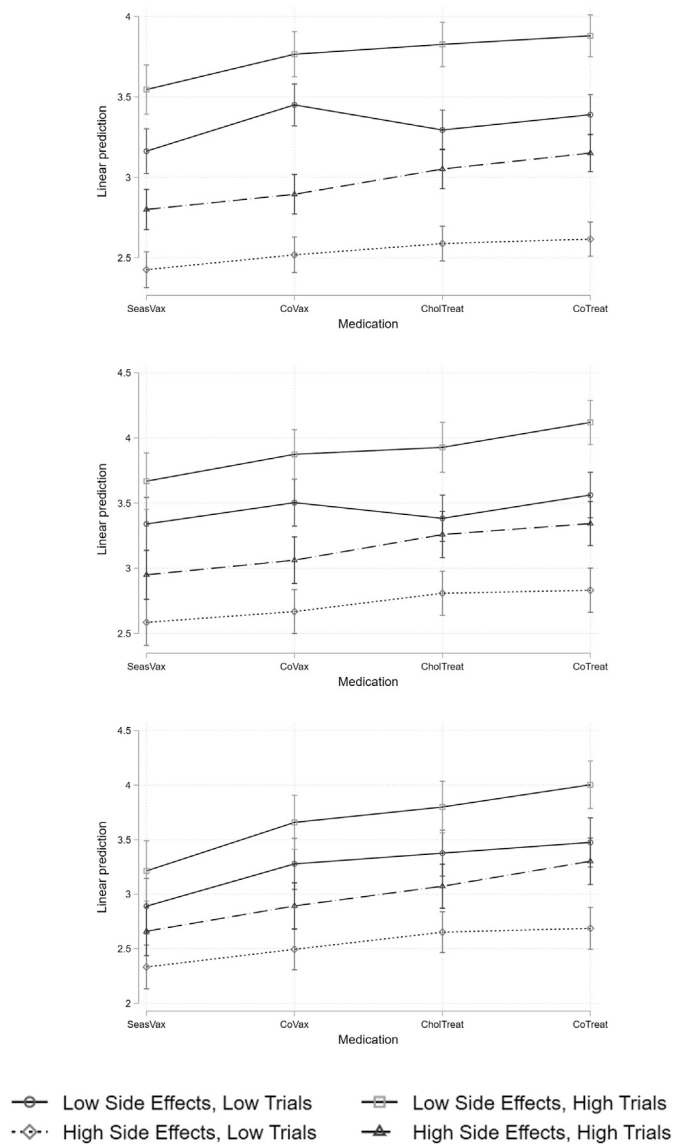 4
3.5
3
2.5
Linear prediction
SeasVax CoVax CholTreat CoTreat
Medication
4.5
4
3.5
3
2.5
Linear prediction
SeasVax CoVax CholTreat CoTreat
Medication
4.5
4
3.5
3
2.5
2
Linear prediction
SeasVax CoVax CholTreat CoTreat
Medication
Low Side Effects, Low Trials Low Side Effects, High Trials
High Side Effects, Low Trials High Side Effects, High Trials